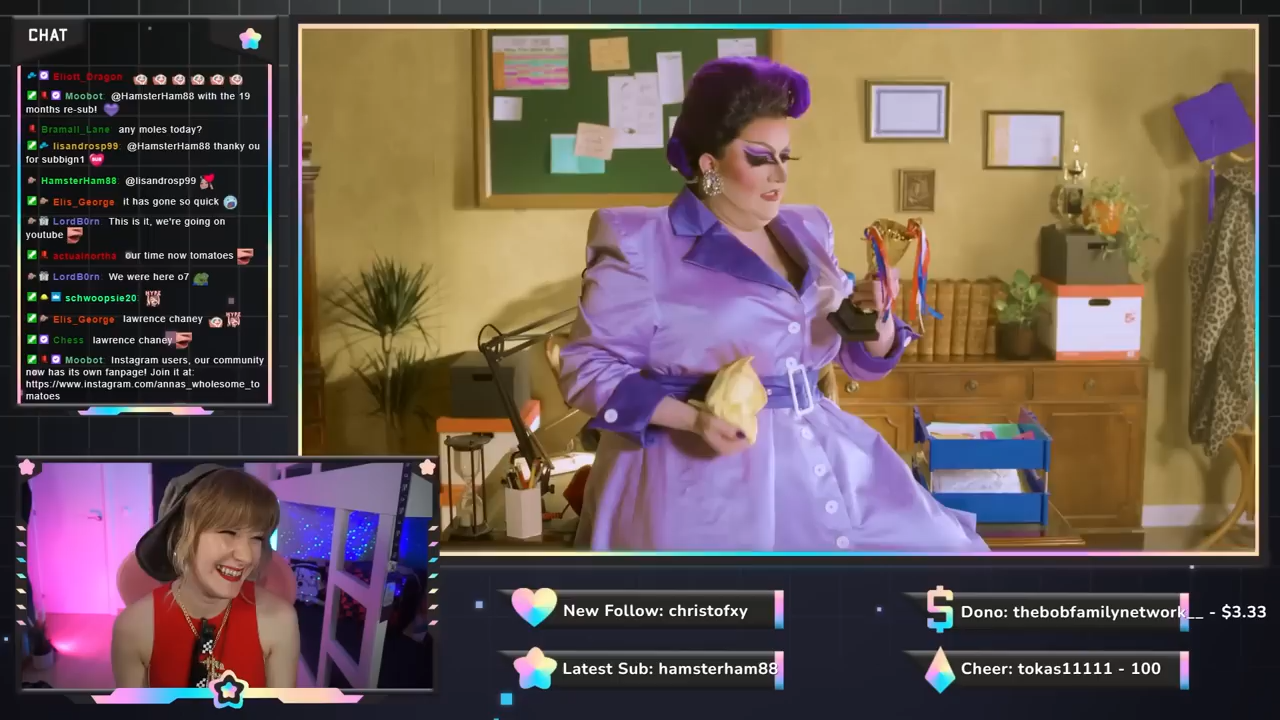 CHAT
Eliott_Dragon
Moobot @HamsterHam88 with the 19
months re-sub!
Bramall_Lane any moles today?
lisandrosp99 @HamsterHam88 thanky ou
for subbign1
HamsterHam88 @lisandrosp99
Elis_George it has gone so quick
LordB0rn This is it, we're going on
youtube
actualnortha our time now tomatoes
LordB0rn We were here o7
schwoopsie20
HYPE
Elis_George lawrence chaney
HYPE
Chess lawrence chaney
Moobot Instagram users, our community
now has its own fanpage! Join it at:
https://www.instagram.com/annas_wholesome_to
matoes
New Follow: christofxy
Dono: thebobfamilynetwork__ - $3.33
Latest Sub: hamsterham88
Cheer: tokas11111 - 100